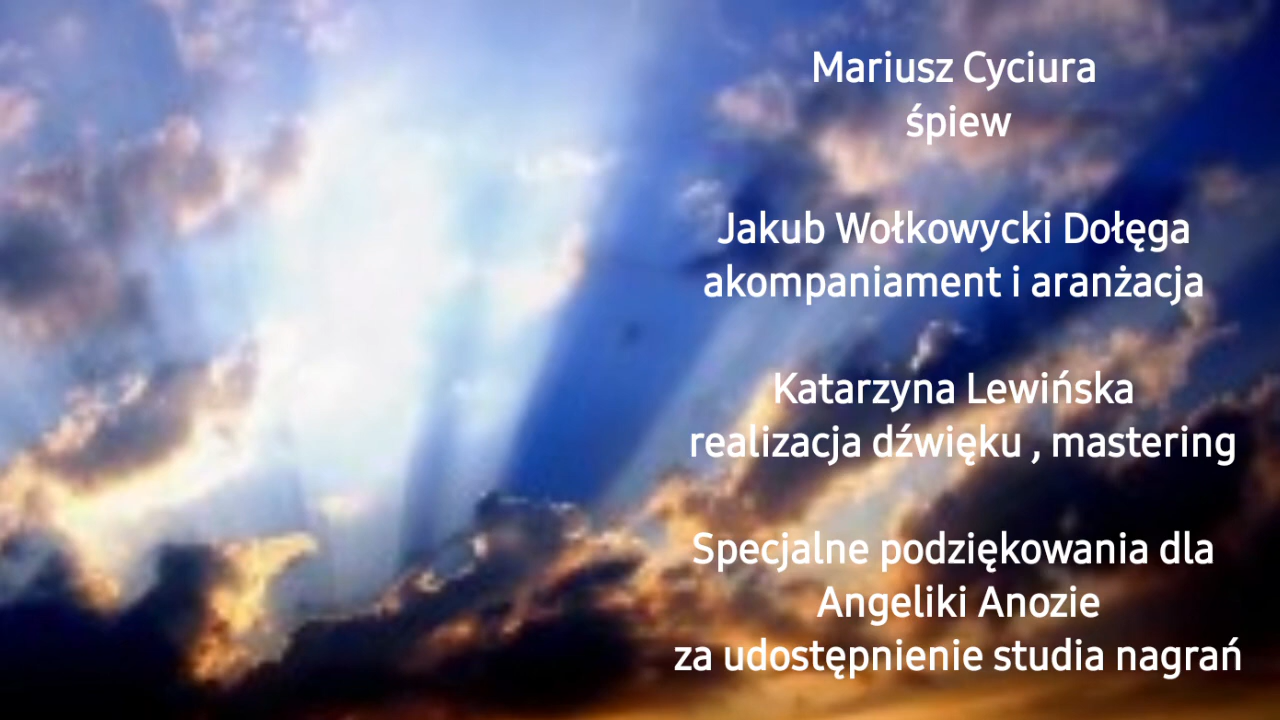 Mariusz Cyciura
śpiew
Jakub Wołkowycki Dołęga
akompaniament i aranżacja
Katarzyna Lewińska
realizacja dźwięku , mastering
Specjalne podziękowania dla
Angeliki Anozie
za udostępnienie studia nagrań